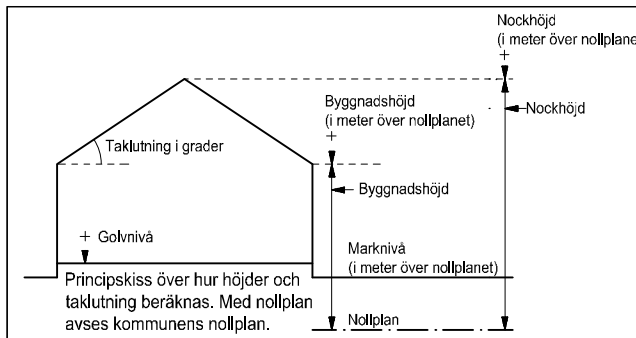 Nockhöjd
(i meter över nollplane
+
Byggnadshöjd
(i meter över nollplanet)
+
Nockhöjd
Taklutning i grader
Byggnadshöjd
+ Golvnivå
Marknivå
(i meter över nollplanet)
Principskiss över hur höjder och
taklutning beräknas. Med nollplan
avses kommunens nollplan.
Nollplan